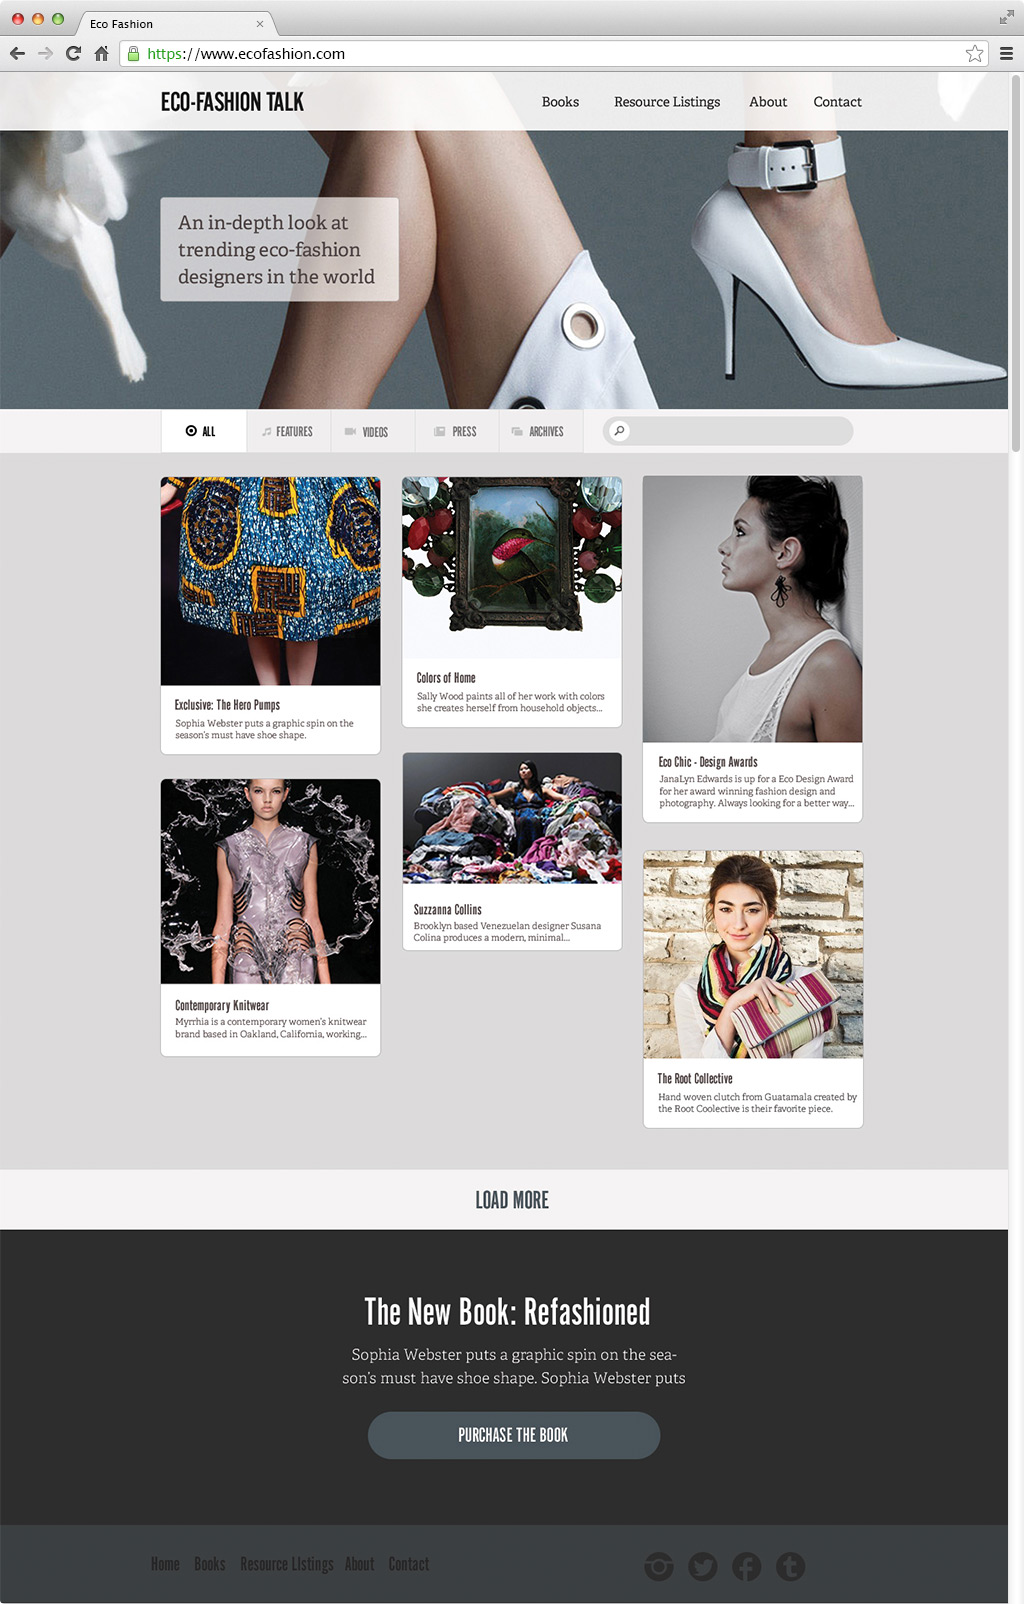 Eco Fashion
https://www.ecofashion.com
ECO-FASHION TALK
Books Resource Listings About Contact
An in-depth look at
trending eco-fashion
designers in the world
ALL FEATURES VIDEOS PRESS ARCHIVES
Exclusive: The Hero Pumps
Sophia Webster puts a graphic spin on the
season's must have shoe shape.
Colors of Home
Sally Wood paints all of her work with colors
she creates herself from household objects...
Eco Chic - Design Awards
JanaLyn Edwards is up for a Eco Design Award
for her award winning fashion design and
photography. Always looking for a better way...
Contemporary Knitwear
Myrrhia is a contemporary women's knitwear
brand based in Oakland, California, working...
Suzzanna Collins
Brooklyn based Venezuelan designer Susana
Colina produces a modern, minimal...
The Root Collective
Hand woven clutch from Guatamala created by
the Root Coolective is their favorite piece.
LOAD MORE
The New Book: Refashioned
Sophia Webster puts a graphic spin on the sea-
son's must have shoe shape. Sophia Webster puts
PURCHASE THE BOOK
Home Books Resource LIstings About Contact